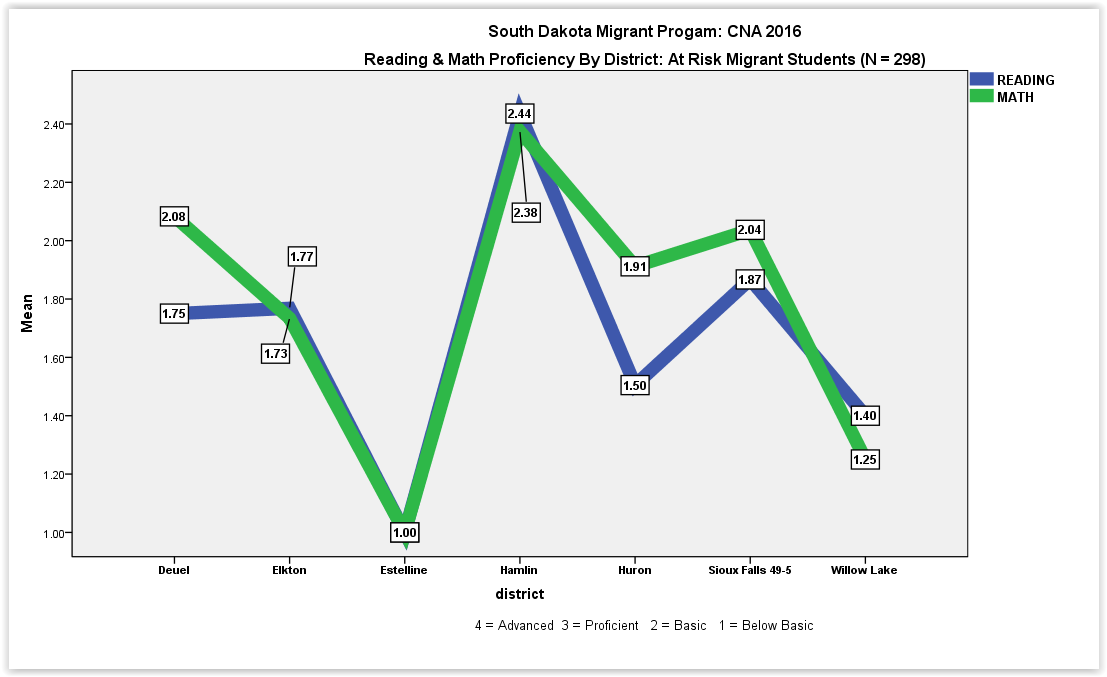 South Dakota Migrant Progam: CNA 2016
Reading & Math Proficiency By District: At Risk Migrant Students (N = 298)
READING
MATH
Mean
2.40
2.20
2.00
1.80
1.60
1.40
1.20
1.00
2.08
1.75
1.77
1.73
1.00
2.44
2.38
1.91
1.50
2.04
1.87
1.40
1.25
Deuel Elkton Estelline Hamlin Huron Sioux Falls 49-5 Willow Lake
district
4 = Advanced 3 = Proficient 2 = Basic 1 = Below Basic